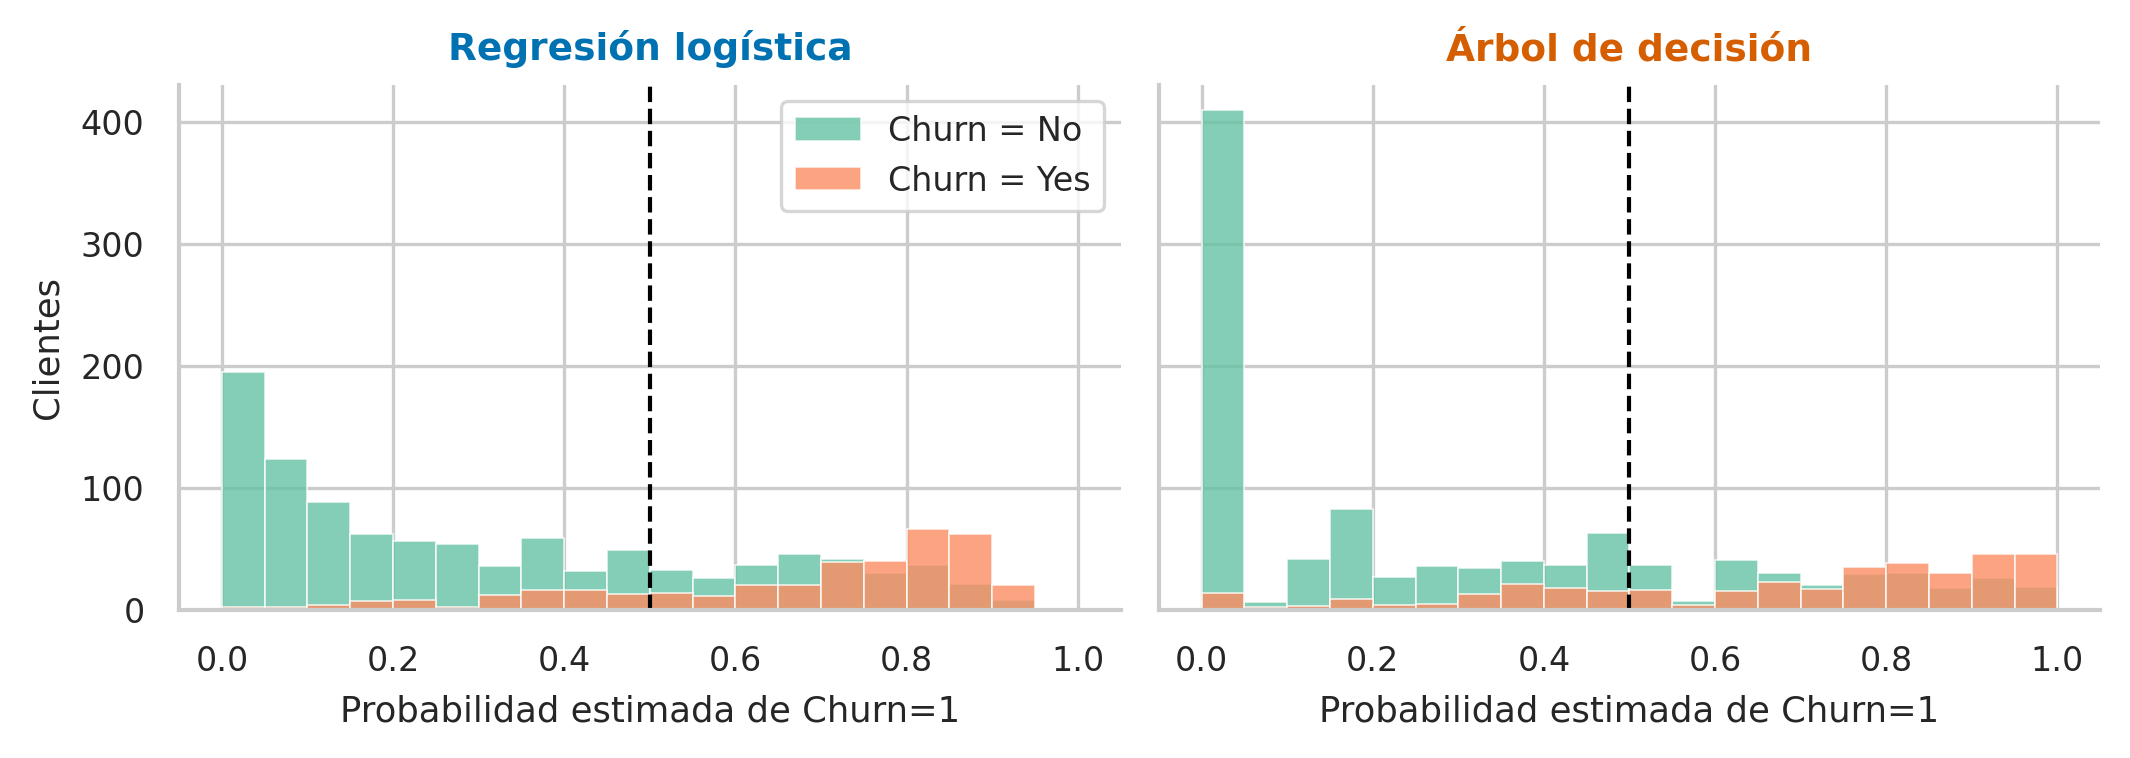 Regresión logística
Árbol de decisión
Churn = No
Churn = Yes
Clientes
400
300
200
100
0
0.0 0.2 0.4 0.6 0.8 1.0
0.0 0.2 0.4 0.6 0.8 1.0
Probabilidad estimada de Churn=1
Probabilidad estimada de Churn=1